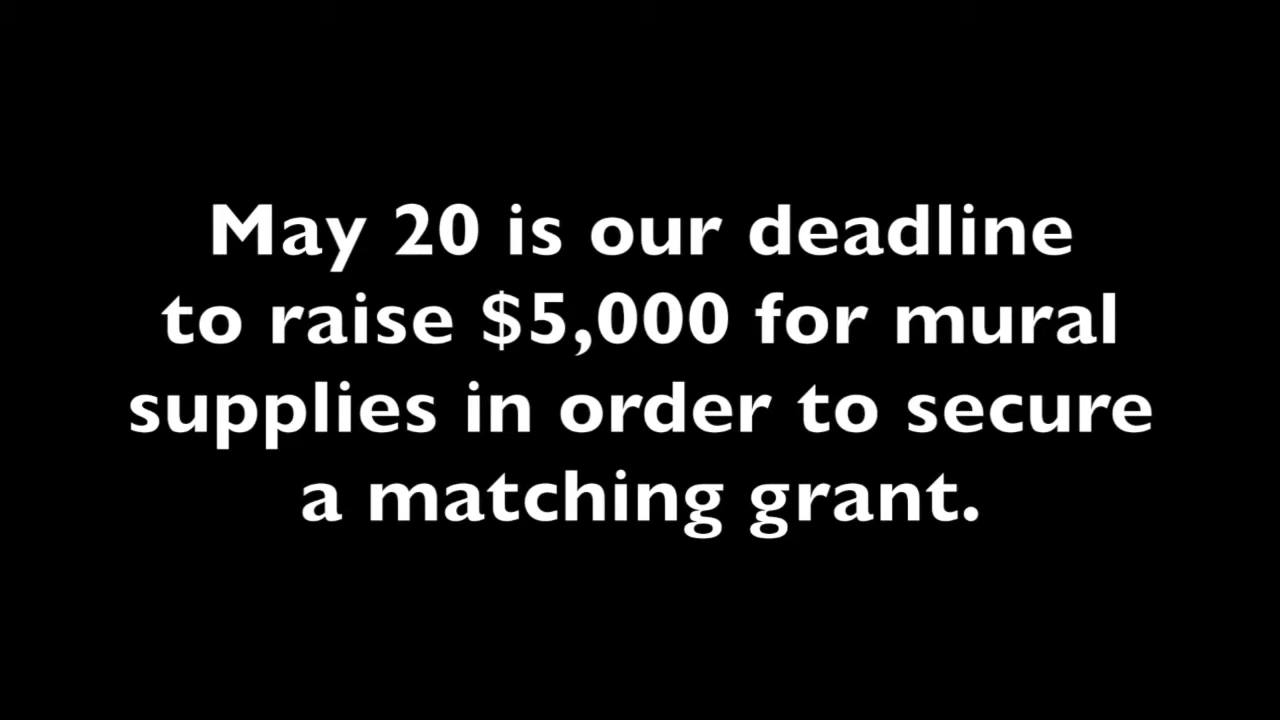 May 20 is our deadline
to raise $5,000 for mural
supplies in order to secure
a matching grant.